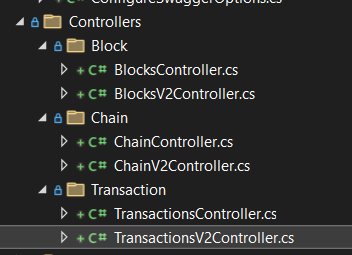 ConfigureSwaggerOptions.cs
Controllers
Block
+ C# BlocksController.cs
+ C# BlocksV2Controller.cs
Chain
+ C# ChainController.cs
+ C# ChainV2Controller.cs
Transaction
+ C# TransactionsController.cs
+ C# TransactionsV2Controller.cs